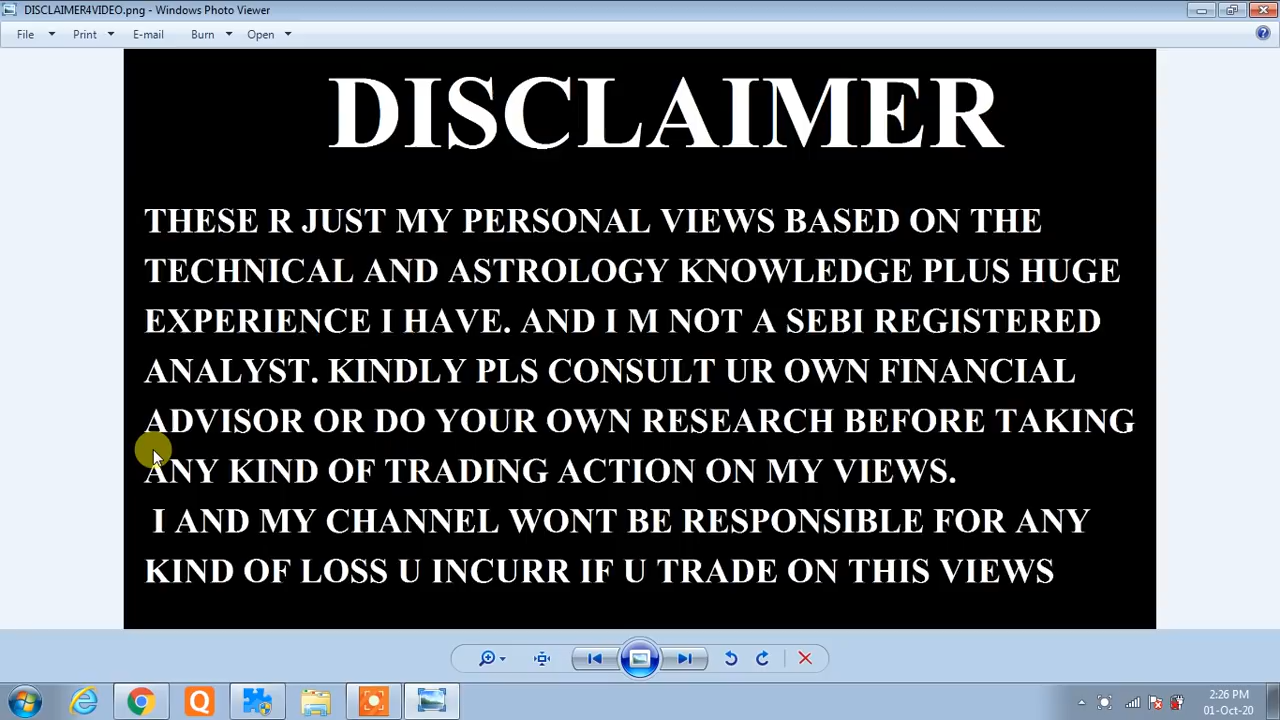 DISCLAIMER4VIDEO.png - Windows Photo Viewer
File Print E-mail Burn Open
DISCLAIMER
THESE R JUST MY PERSONAL VIEWS BASED ON THE
TECHNICAL AND ASTROLOGY KNOWLEDGE PLUS HUGE
EXPERIENCE I HAVE. AND I M NOT A SEBI REGISTERED
ANALYST. KINDLY PLS CONSULT UR OWN FINANCIAL
ADVISOR OR DO YOUR OWN RESEARCH BEFORE TAKING
ANY KIND OF TRADING ACTION ON MY VIEWS.
I AND MY CHANNEL WONT BE RESPONSIBLE FOR ANY
KIND OF LOSS U INCURR IF U TRADE ON THIS VIEWS
2:26 PM
01-Oct-20